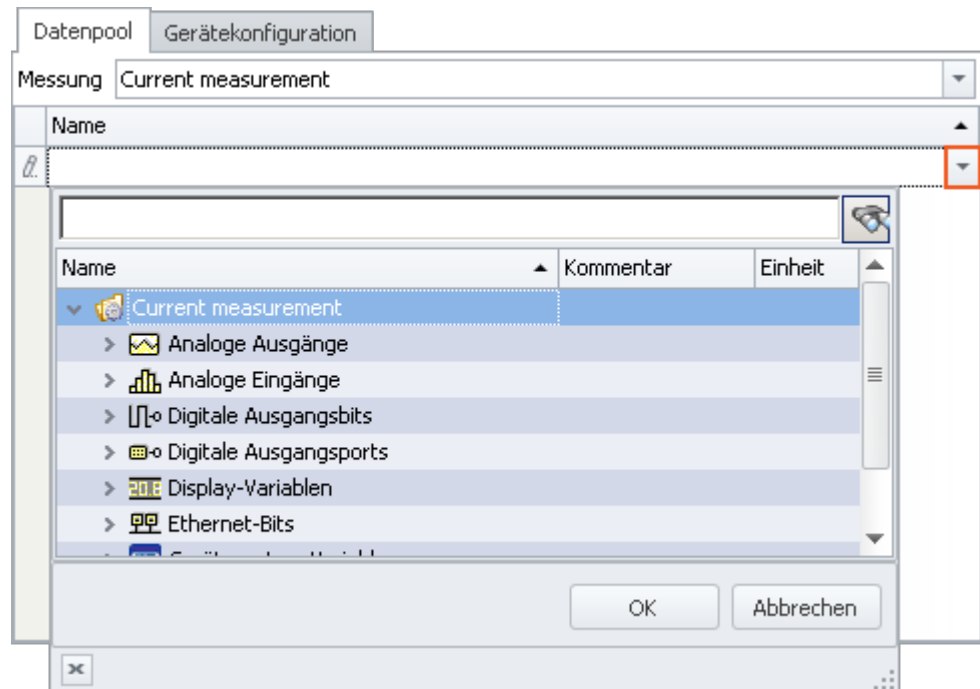 Datenpool Gerätekonfiguration
Messung Current measurement
Name
Name Kommentar Einheit
Current measurement
Analoge Ausgänge
Analoge Eingänge
Digitale Ausgangsbits
Digitale Ausgangsports
Display-Variablen
Ethernet-Bits
OK Abbrechen